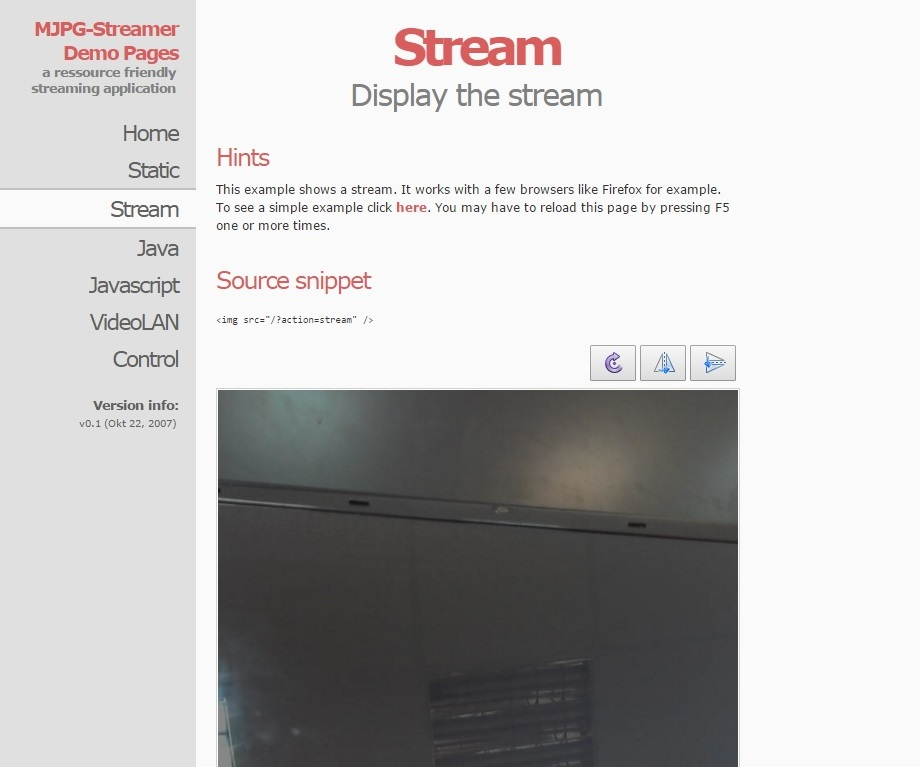 MJPG-Streamer
Demo Pages
a ressource friendly
streaming application
Home
Static
Stream
Java
Javascript
VideoLAN
Control
Version info:
v0.1 (Okt 22, 2007)
Stream
Display the stream
Hints
This example shows a stream. It works with a few browsers like Firefox for example.
To see a simple example click here. You may have to reload this page by pressing F5
one or more times.
Source snippet
<img src="/?action=stream" />